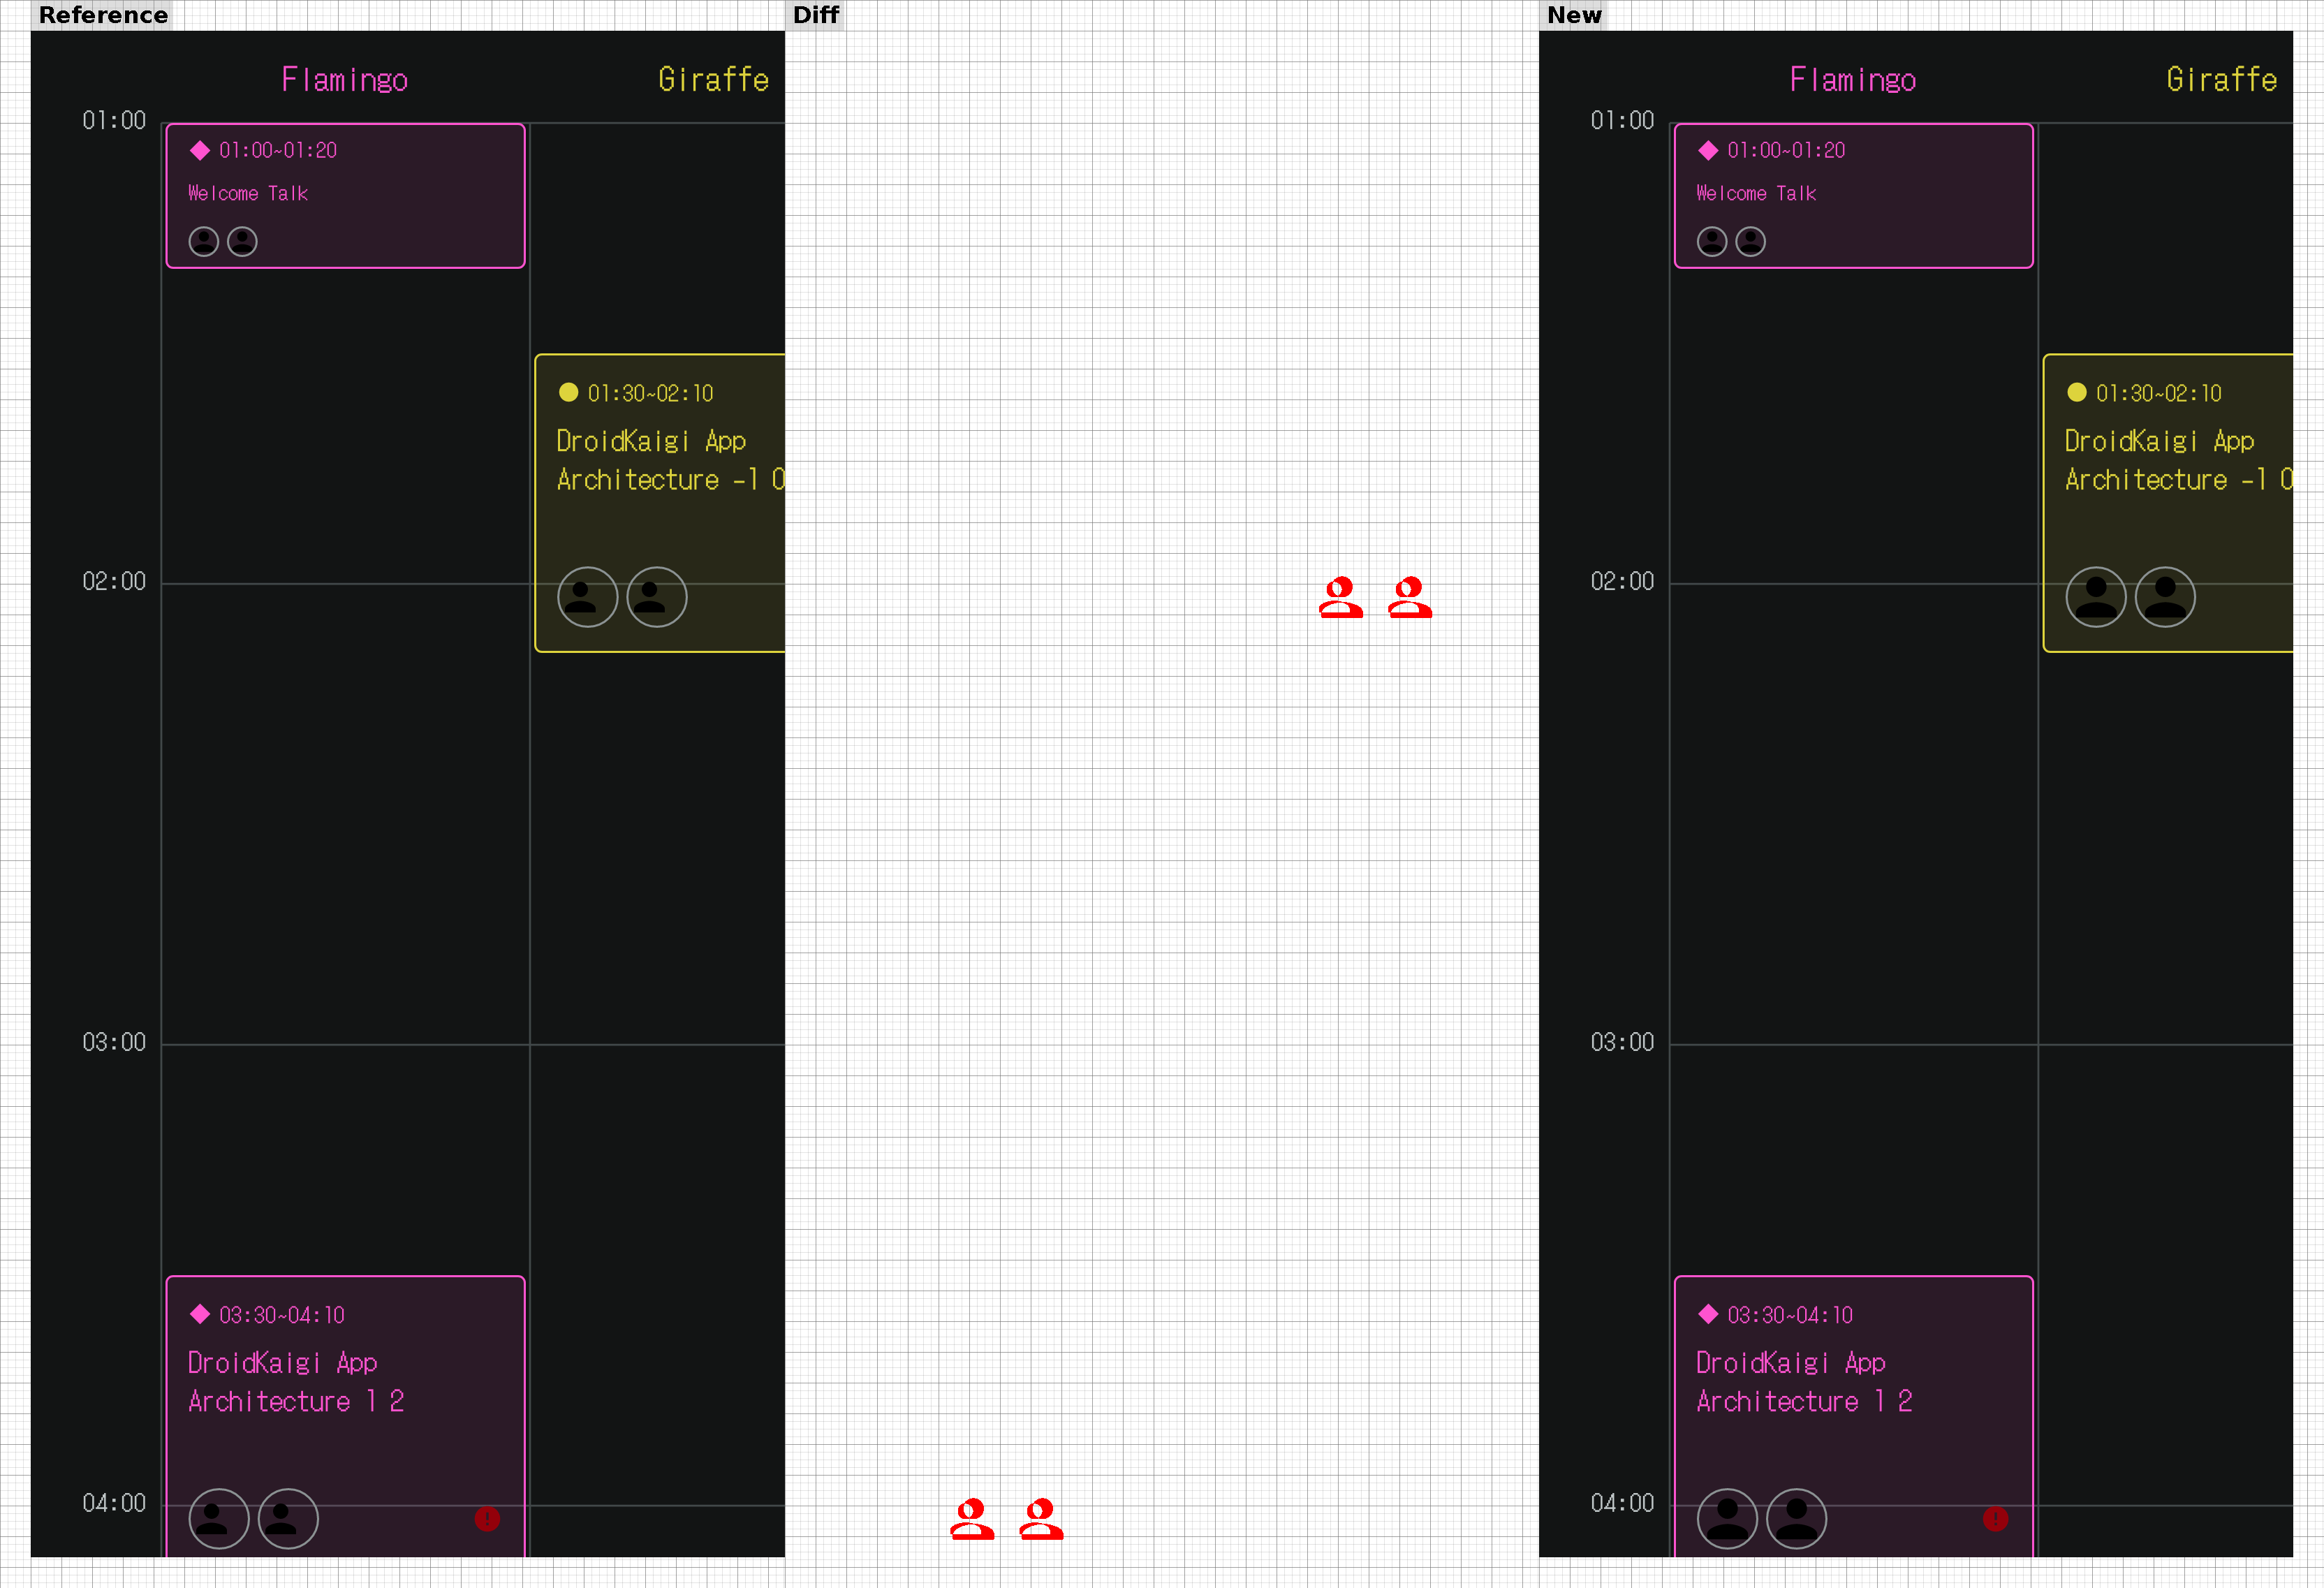 Reference
Flamingo
Giraffe
01:00
01:00~01:20
Welcome Talk
01:30~02:10
DroidKaigi App
Architecture -1 0
02:00
03:00
03:30~04:10
DroidKaigi App
Architecture 1 2
04:00
!
Diff
New
Flamingo
Giraffe
01:00
01:00~01:20
Welcome Talk
01:30~02:10
DroidKaigi App
Architecture -1 0
02:00
03:00
03:30~04:10
DroidKaigi App
Architecture 1 2
04:00
!